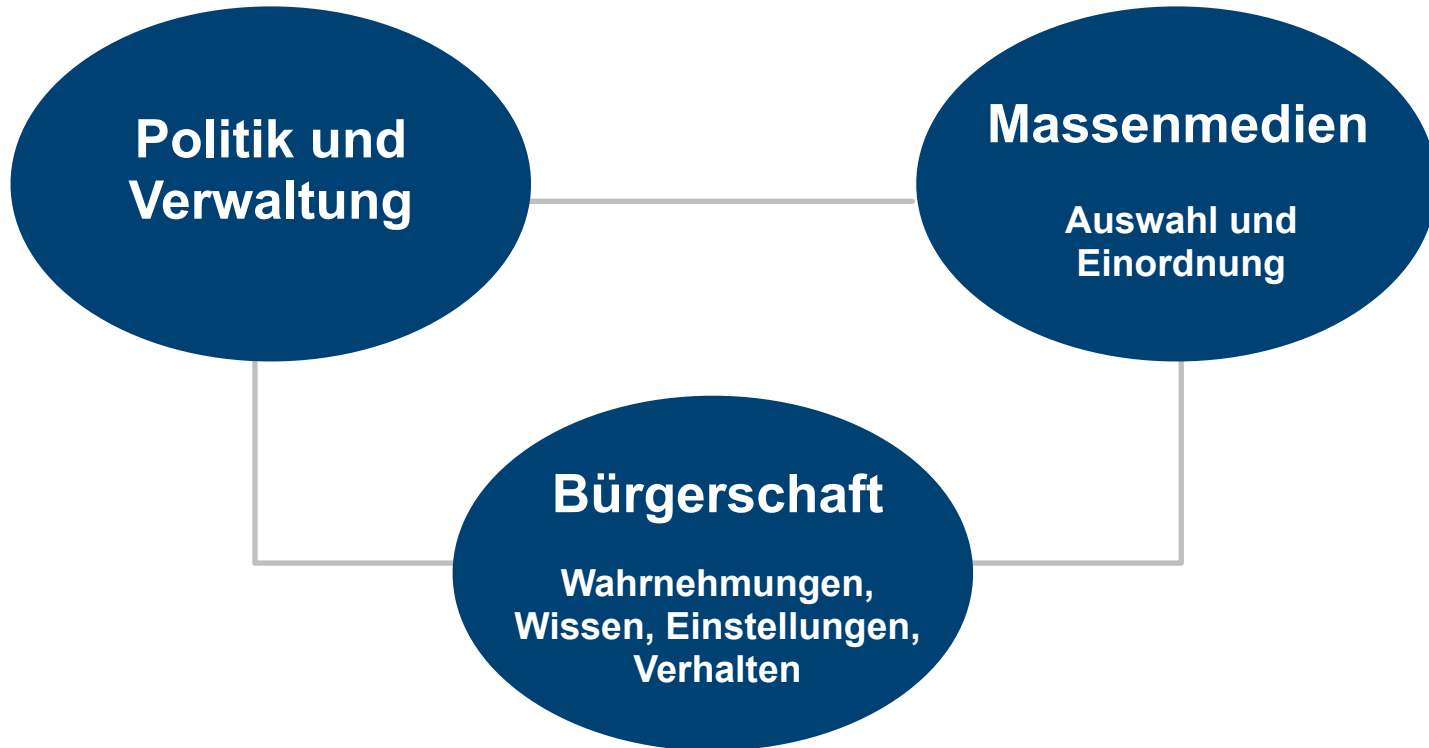 Politik und
Verwaltung
Massenmedien
Auswahl und
Einordnung
Bürgerschaft
Wahrnehmungen,
Wissen, Einstellungen,
Verhalten